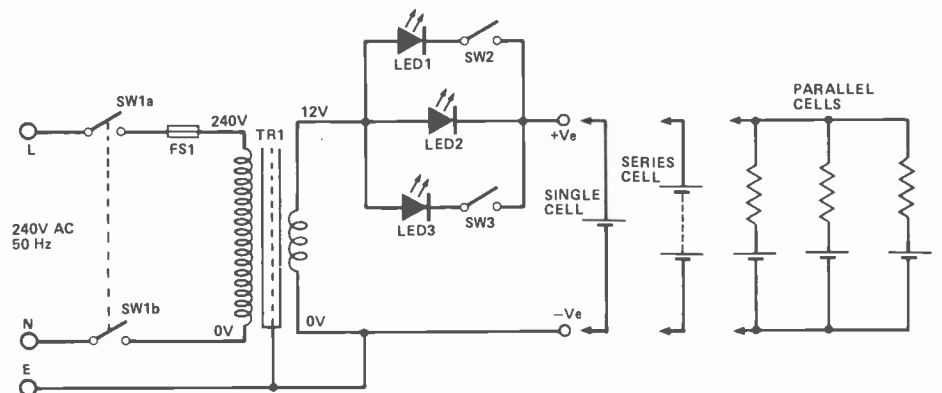 LED1
SW2
PARALLEL
CELLS
SW1a
240V
TR1
12V
L
FS1
LED2
+Ve
SERIES
CELL
SINGLE
CELL
240V AC
50 Hz
LED3
SW3
N
SW1b
0V
0V
−Ve
E